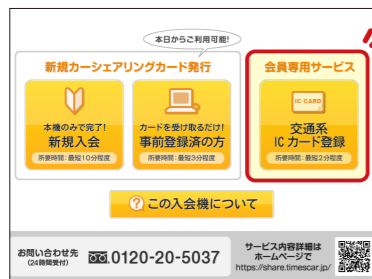 本日からご利用可能!
新規カーシェアリングカード発行
会員専用サービス
本機のみで完了!
新規入会
所要時間:最短10分程度
カードを受け取るだけ!
事前登録済の方
所要時間:最短3分程度
IC CARD
交通系
ICカード登録
所要時間:最短2分程度
? この入会機について
お問い合わせ先
(24時間受付)
0120-20-5037
サービス内容詳細は
ホームページで
https://share.timescar.jp/